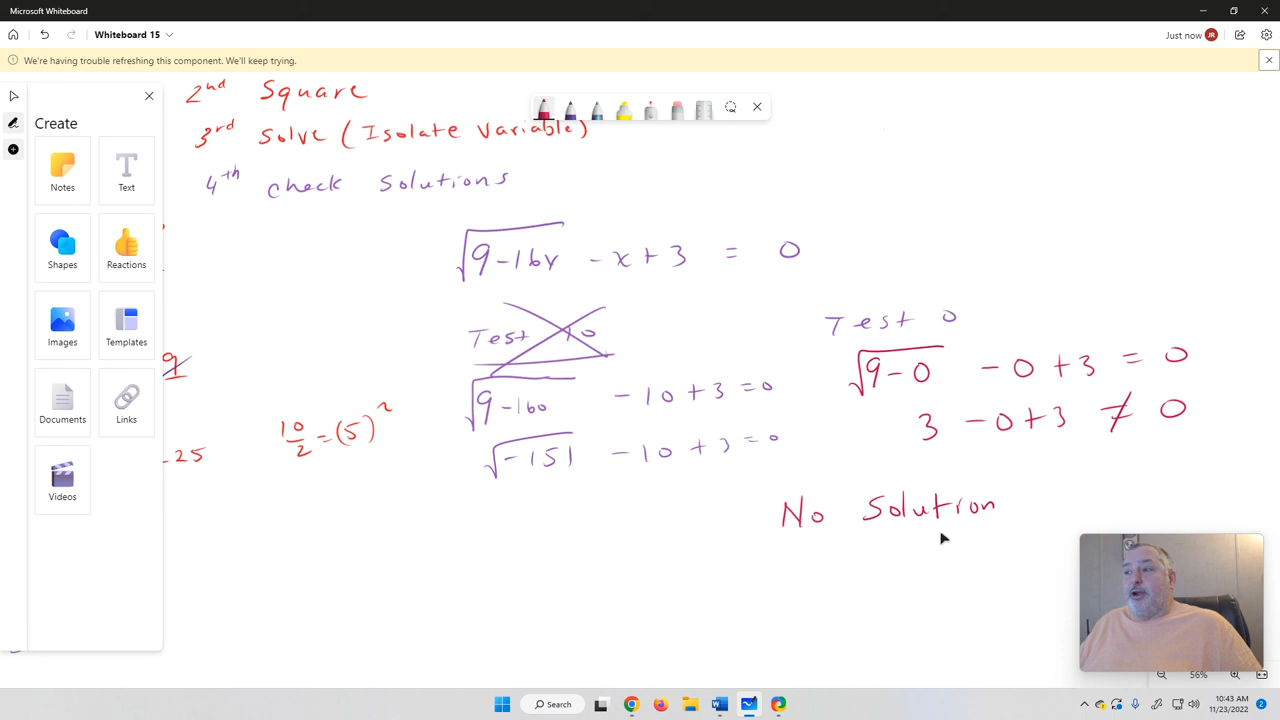 Microsoft Whiteboard
Whiteboard 15
Just now JR
We're having trouble refreshing this component. We'll keep trying.
Create
Notes
Text
Shapes
Reactions
Images
Templates
Documents
Links
Videos
2nd Square
3rd Solve (Isolate Variable)
4th check solutions
√9-16x - x + 3 = 0
Test 10
√9-160 - 10 + 3 = 0
√-151 - 10 + 3 = 0
Test 0
√9-0 - 0 + 3 = 0
3 - 0 + 3 ≠ 0
9
10/2 = (5)²
-25
No Solution
56%
Search
10:43 AM
11/23/2022
2